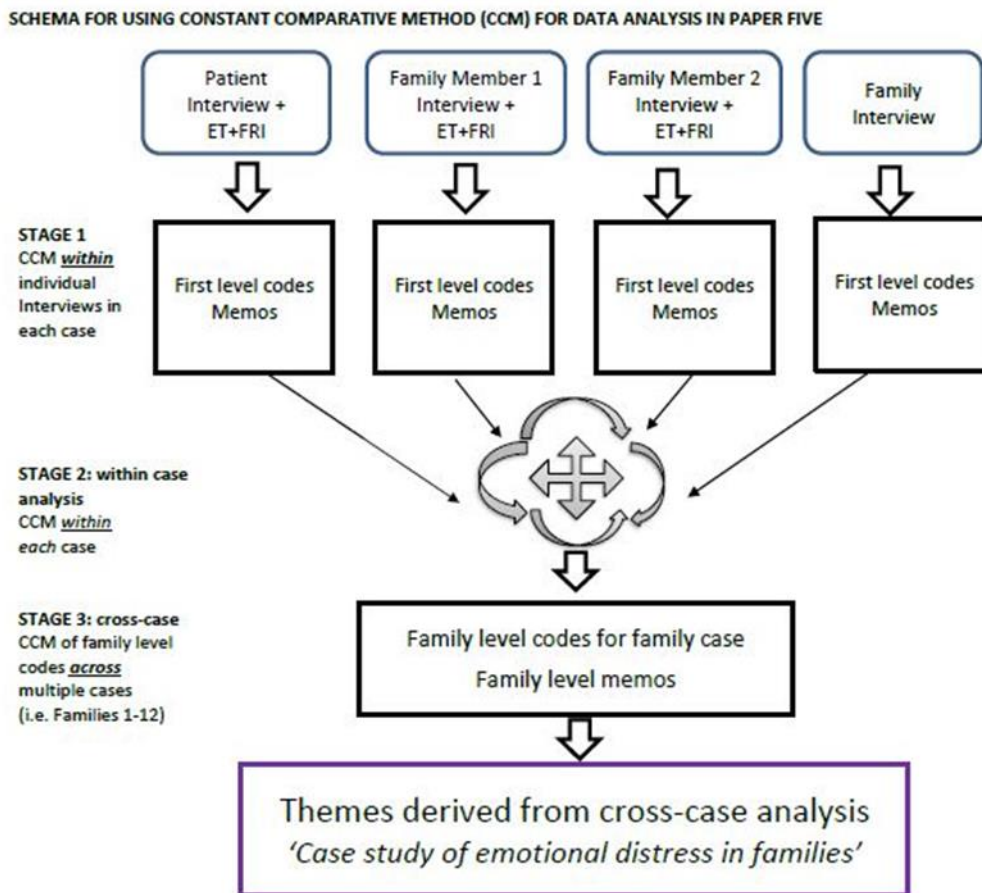 SCHEMA FOR USING CONSTANT COMPARATIVE METHOD (CCM) FOR DATA ANALYSIS IN PAPER FIVE
Patient
Interview +
ET+FRI
Family Member 1
Interview +
ET+FRI
Family Member 2
Interview +
ET+FRI
Family
Interview
STAGE 1
CCM within
individual
Interviews in
each case
First level codes
Memos
First level codes
Memos
First level codes
Memos
First level codes
Memos
STAGE 2: within case
analysis
CCM within
each case
STAGE 3: cross-case
CCM of family level
codes across
multiple cases
(i.e. Families 1-12)
Family level codes for family case
Family level memos
Themes derived from cross-case analysis
‘Case study of emotional distress in families’